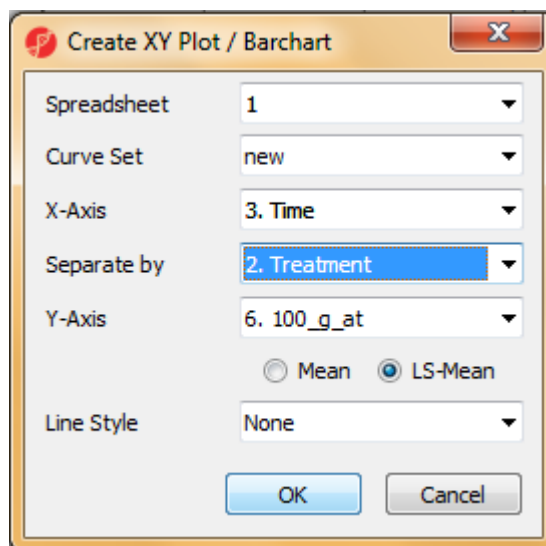 Create XY Plot / Barchart
Spreadsheet 1
Curve Set new
X-Axis 3. Time
Separate by 2. Treatment
Y-Axis 6. 100_g_at
Mean LS-Mean
Line Style None
OK Cancel